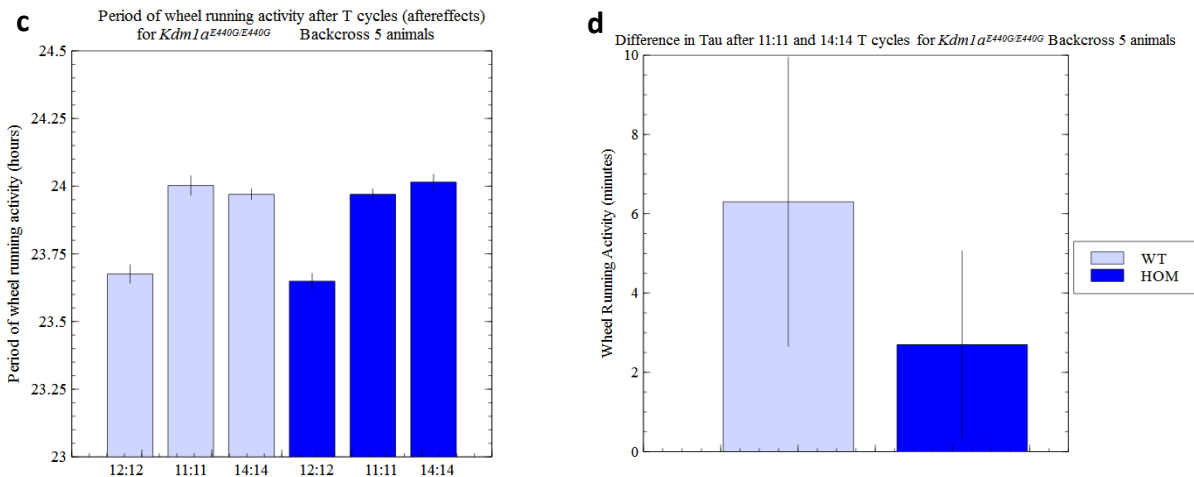 c
Period of wheel running activity after T cycles (aftereffects)
for Kdm1aE440G/E440G Backcross 5 animals
Period of wheel running activity (hours)
24.5
24.25
24
23.75
23.5
23.25
23
12:12 11:11 14:14 12:12 11:11 14:14
d
Difference in Tau after 11:11 and 14:14 T cycles for Kdm1aE440G/E440G Backcross 5 animals
Wheel Running Activity (minutes)
10
8
6
4
2
0
WT
HOM